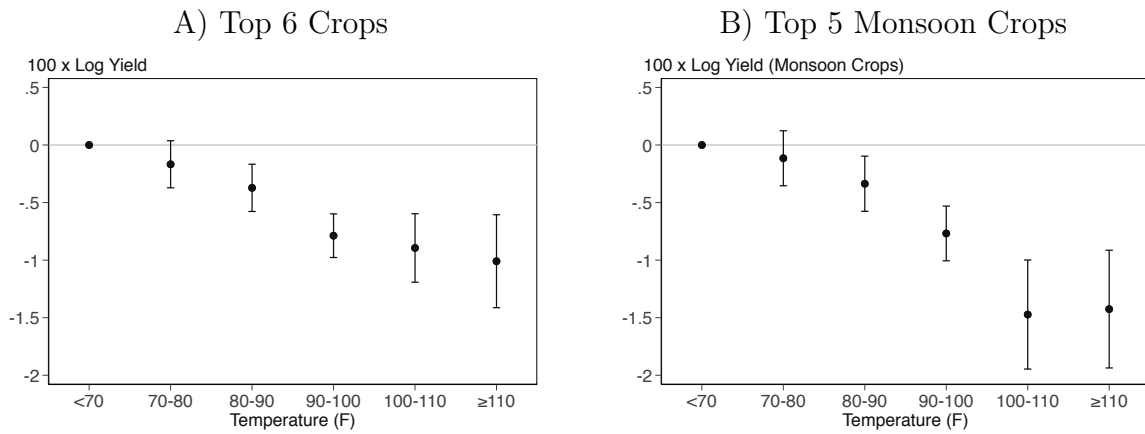 A) Top 6 Crops
100 x Log Yield
.5
0
-.5
-1
-1.5
-2
<70 70-80 80-90 90-100 100-110 ≥110
Temperature (F)
B) Top 5 Monsoon Crops
100 x Log Yield (Monsoon Crops)
.5
0
-.5
-1
-1.5
-2
<70 70-80 80-90 90-100 100-110 ≥110
Temperature (F)